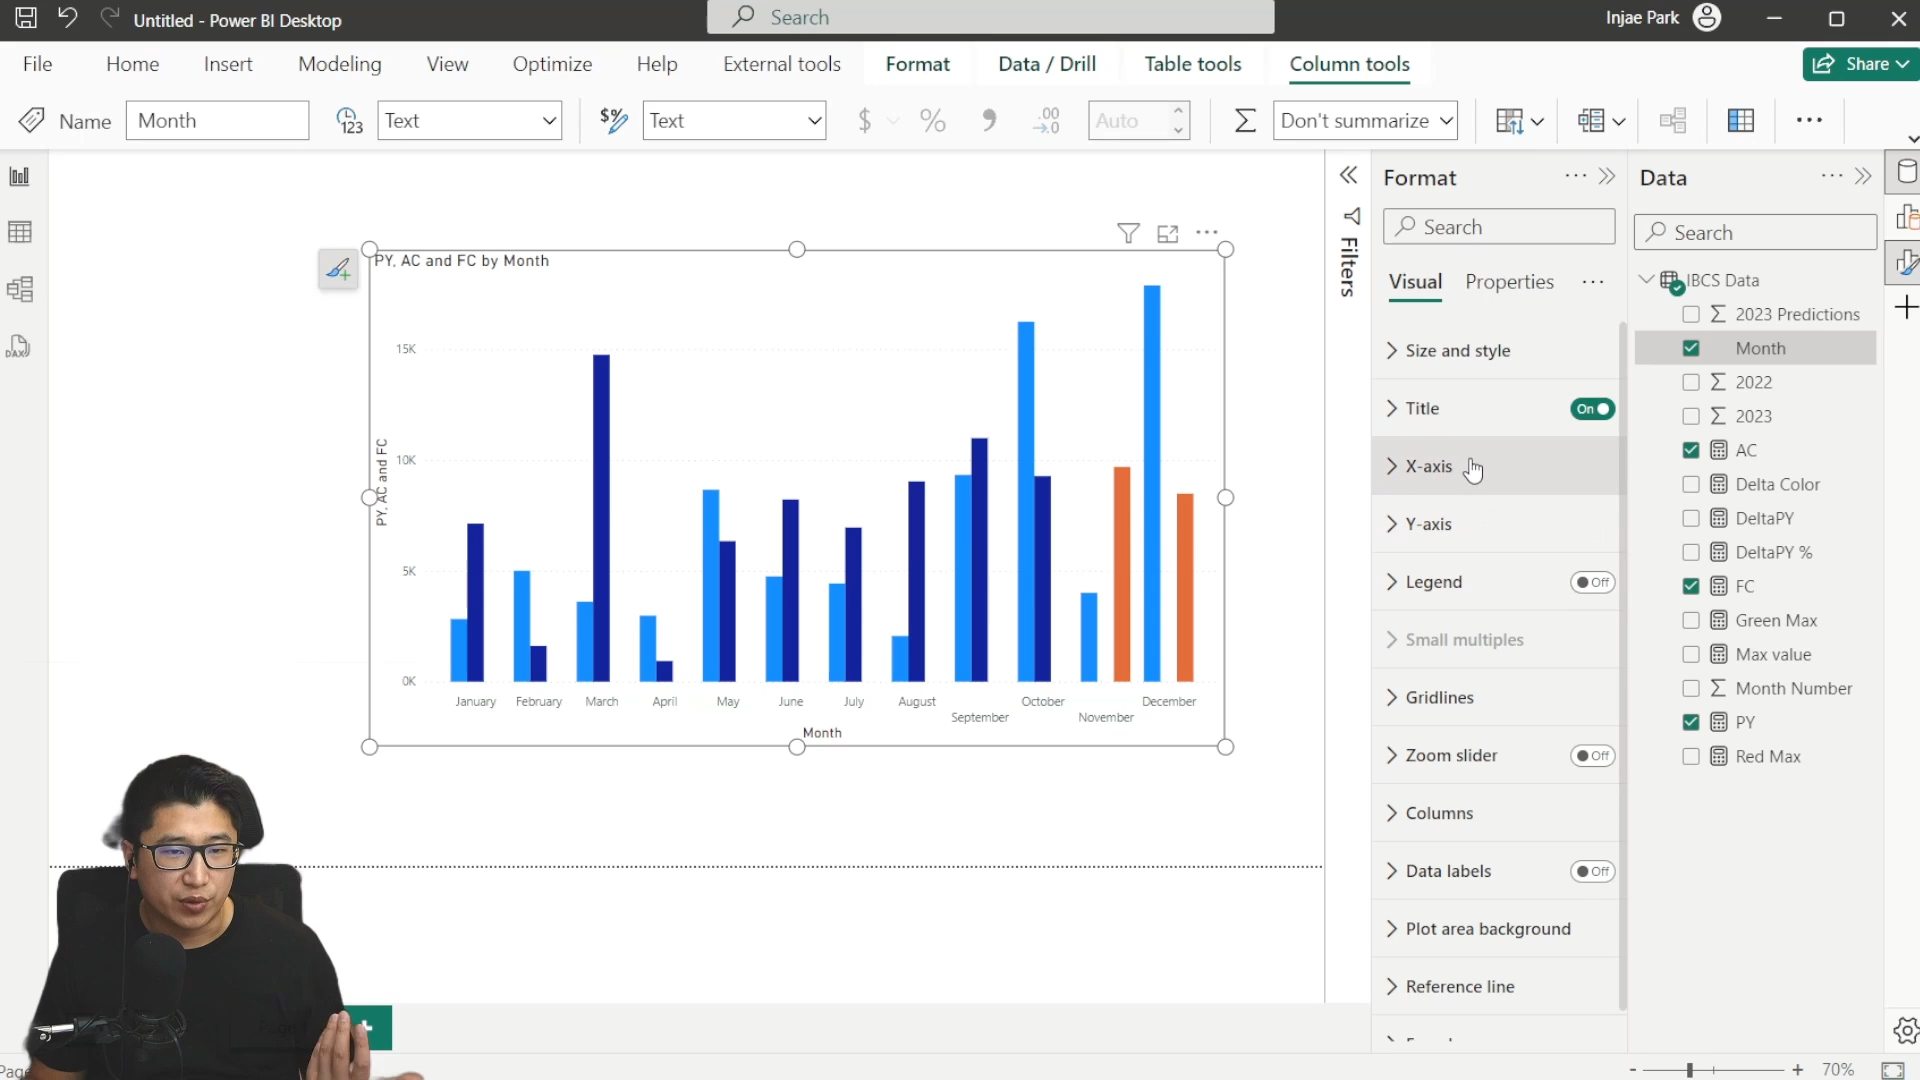 Untitled - Power BI Desktop
Search
Injae Park
File
Home
Insert
Modeling
View
Optimize
Help
External tools
Format
Data / Drill
Table tools
Column tools
Share
Name
Month
123
Text
$%
Text
$
%
.00
Auto
Don't summarize
DAX
Filters
PY, AC and FC by Month
PY, AC and FC
15K
10K
5K
0K
January
February
March
April
May
June
July
August
September
October
November
December
Month
Format
Search
Visual
Properties
Size and style
Title
On
X-axis
Y-axis
Legend
Off
Small multiples
Gridlines
Zoom slider
Off
Columns
Data labels
Off
Plot area background
Reference line
Data
Search
IBCS Data
2023 Predictions
Month
2022
2023
AC
Delta Color
DeltaPY
DeltaPY %
FC
Green Max
Max value
Month Number
PY
Red Max
Page
- + 70%